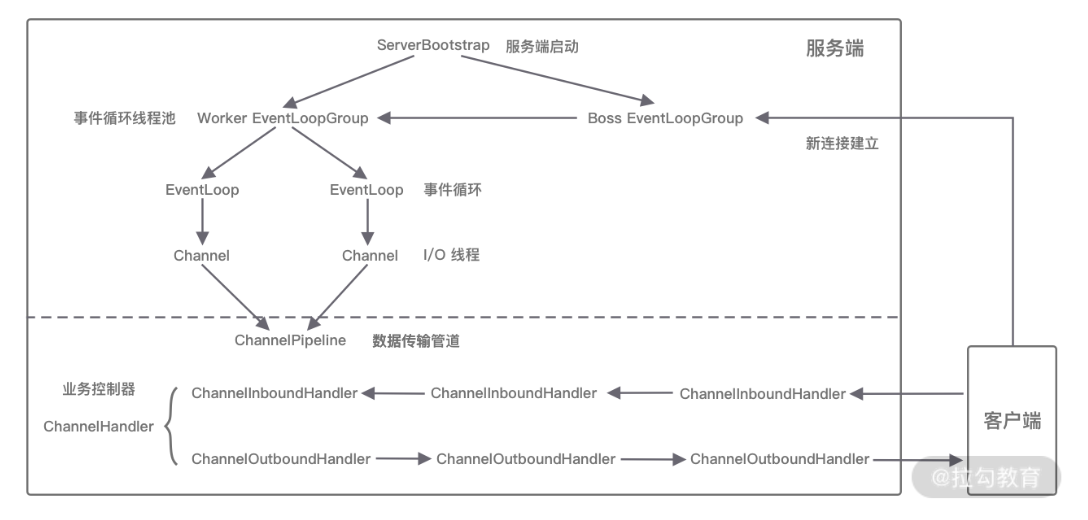 ServerBootstrap 服务端启动
服务端
事件循环线程池 Worker EventLoopGroup Boss EventLoopGroup
新连接建立
EventLoop EventLoop 事件循环
Channel Channel I/O 线程
ChannelPipeline 数据传输管道
业务控制器
ChannelHandler
ChannelInboundHandler ChannelInboundHandler ChannelInboundHandler
客户端
ChannelOutboundHandler ChannelOutboundHandler ChannelOutboundHandler
@拉勾教育